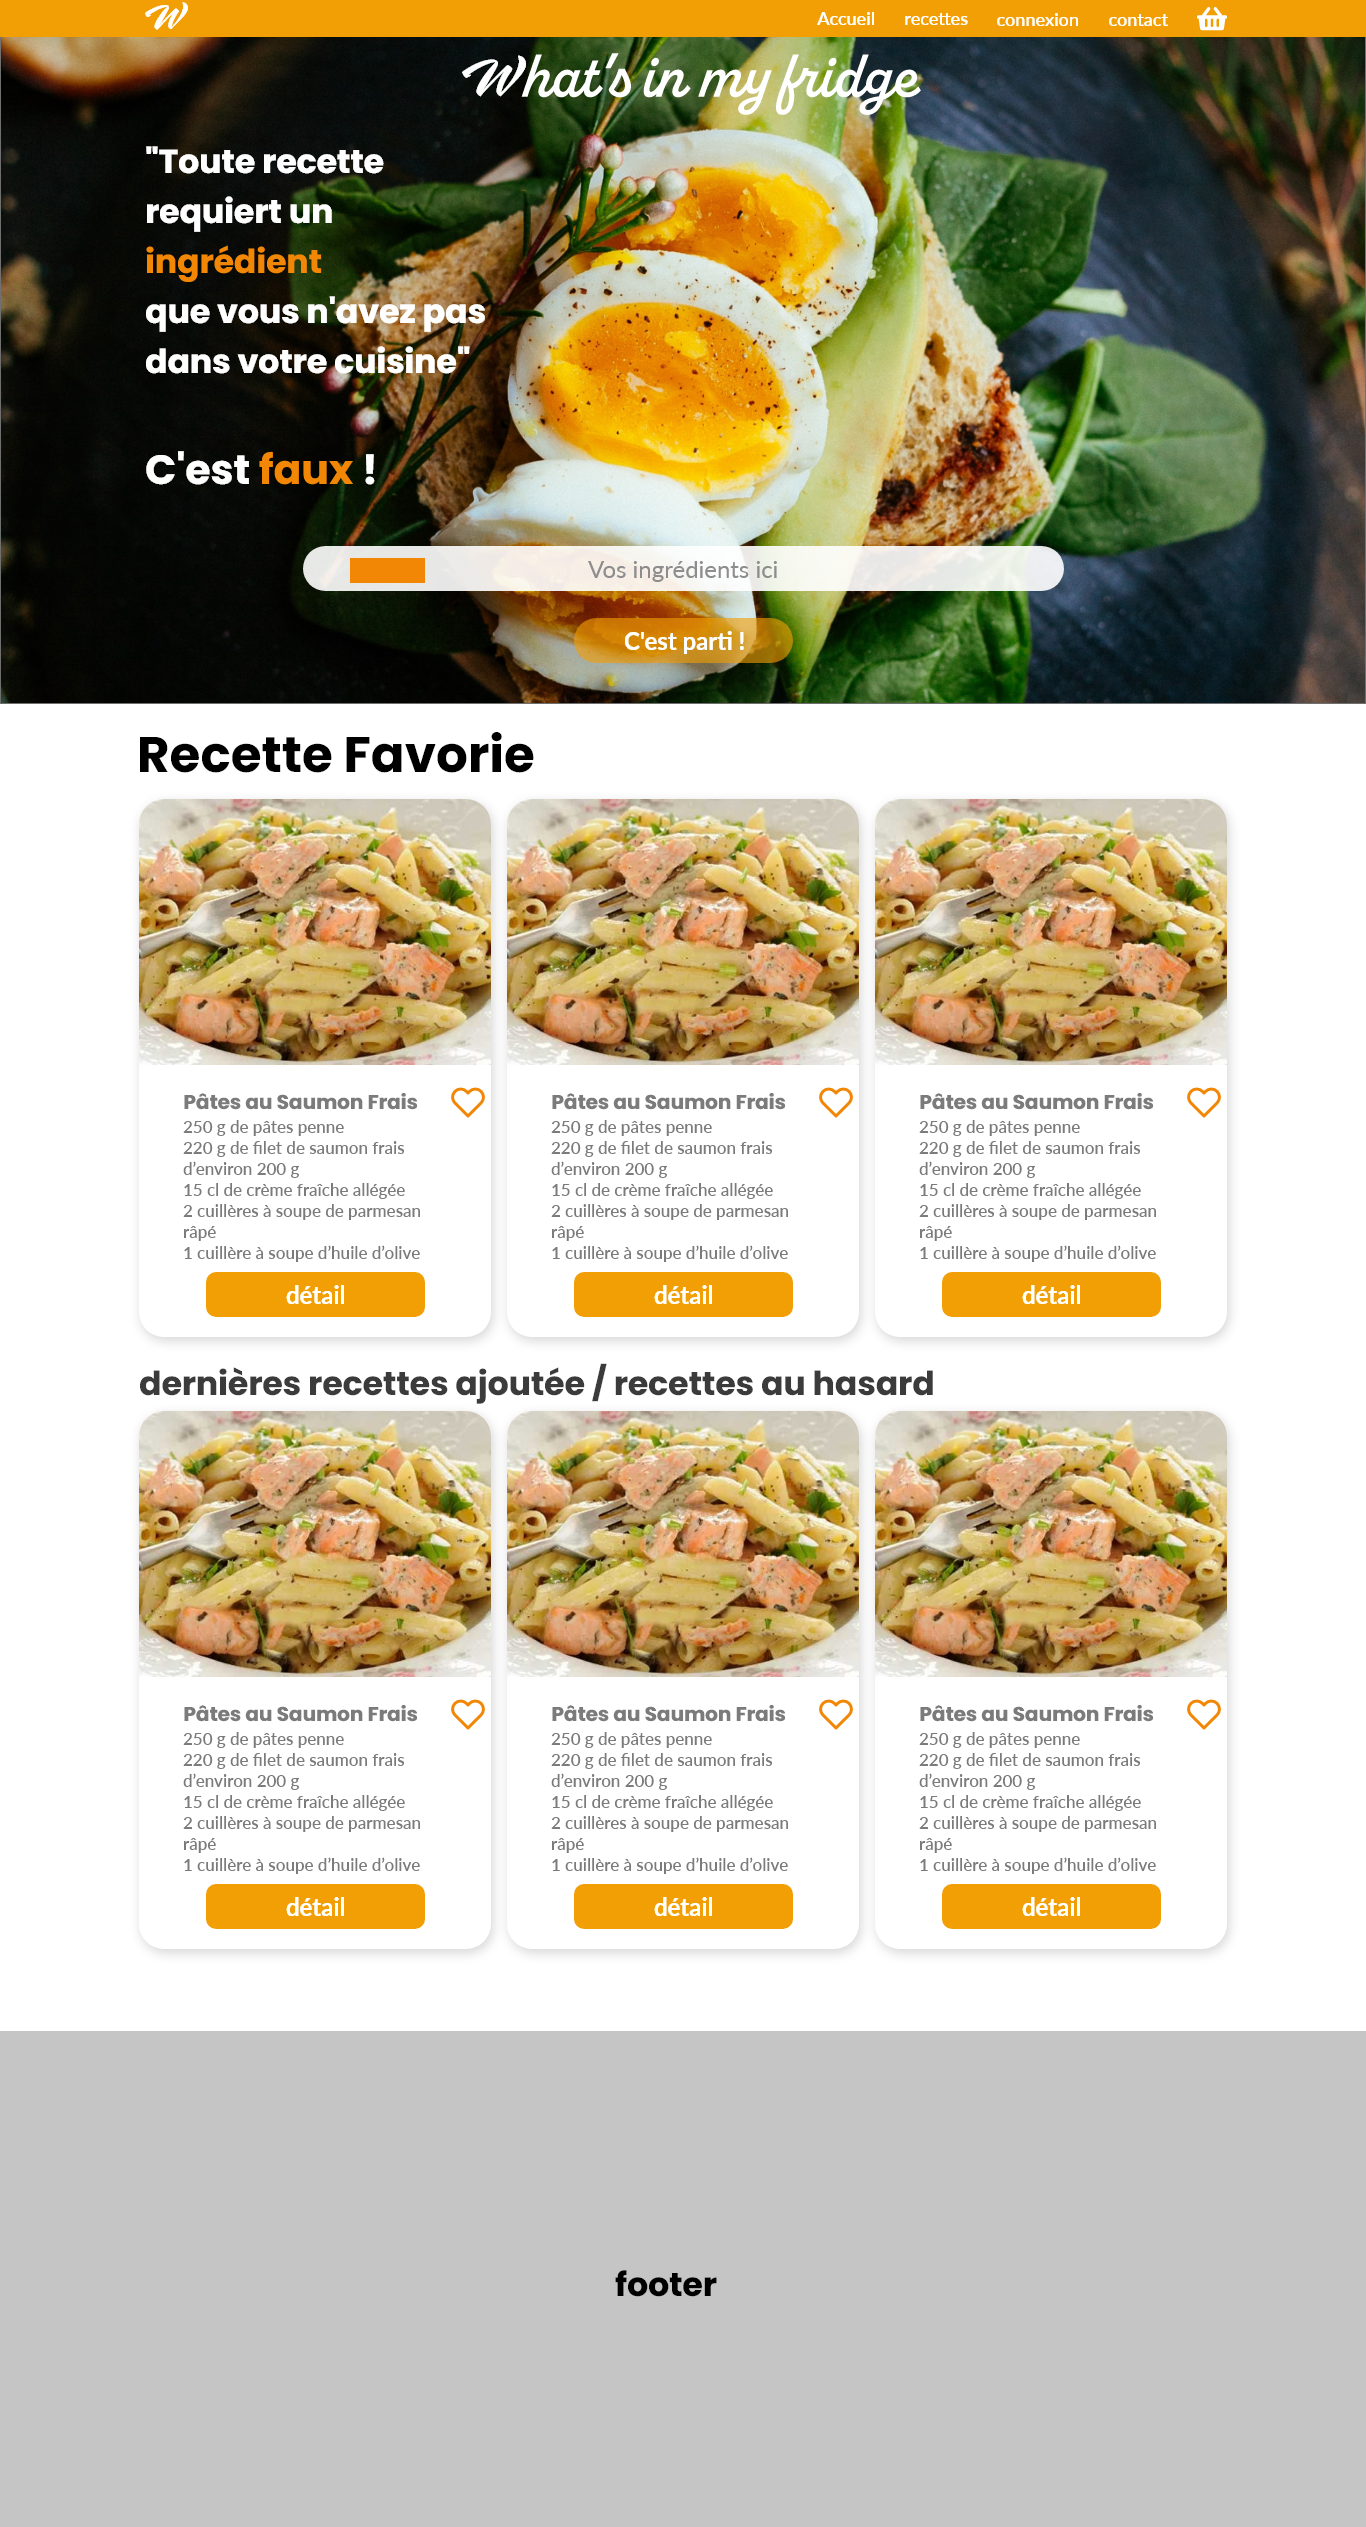 W
Accueil recettes connexion contact
What's in my fridge
"Toute recette
requiert un
ingrédient
que vous n'avez pas
dans votre cuisine"
C'est faux !
Vos ingrédients ici
C'est parti !
Recette Favorie
Pâtes au Saumon Frais
250 g de pâtes penne
220 g de filet de saumon frais
d’environ 200 g
15 cl de crème fraîche allégée
2 cuillères à soupe de parmesan
râpé
1 cuillère à soupe d’huile d’olive
détail
Pâtes au Saumon Frais
250 g de pâtes penne
220 g de filet de saumon frais
d’environ 200 g
15 cl de crème fraîche allégée
2 cuillères à soupe de parmesan
râpé
1 cuillère à soupe d’huile d’olive
détail
Pâtes au Saumon Frais
250 g de pâtes penne
220 g de filet de saumon frais
d’environ 200 g
15 cl de crème fraîche allégée
2 cuillères à soupe de parmesan
râpé
1 cuillère à soupe d’huile d’olive
détail
dernières recettes ajoutée / recettes au hasard
Pâtes au Saumon Frais
250 g de pâtes penne
220 g de filet de saumon frais
d’environ 200 g
15 cl de crème fraîche allégée
2 cuillères à soupe de parmesan
râpé
1 cuillère à soupe d’huile d’olive
détail
Pâtes au Saumon Frais
250 g de pâtes penne
220 g de filet de saumon frais
d’environ 200 g
15 cl de crème fraîche allégée
2 cuillères à soupe de parmesan
râpé
1 cuillère à soupe d’huile d’olive
détail
Pâtes au Saumon Frais
250 g de pâtes penne
220 g de filet de saumon frais
d’environ 200 g
15 cl de crème fraîche allégée
2 cuillères à soupe de parmesan
râpé
1 cuillère à soupe d’huile d’olive
détail
footer